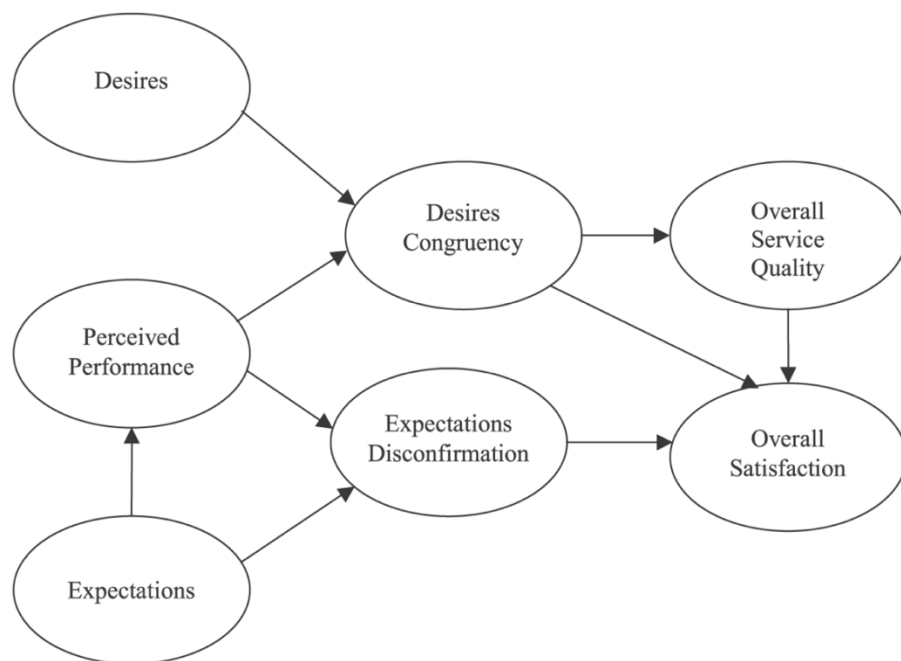 Desires
Desires
Congruency
Overall
Service
Quality
Perceived
Performance
Expectations
Disconfirmation
Overall
Satisfaction
Expectations